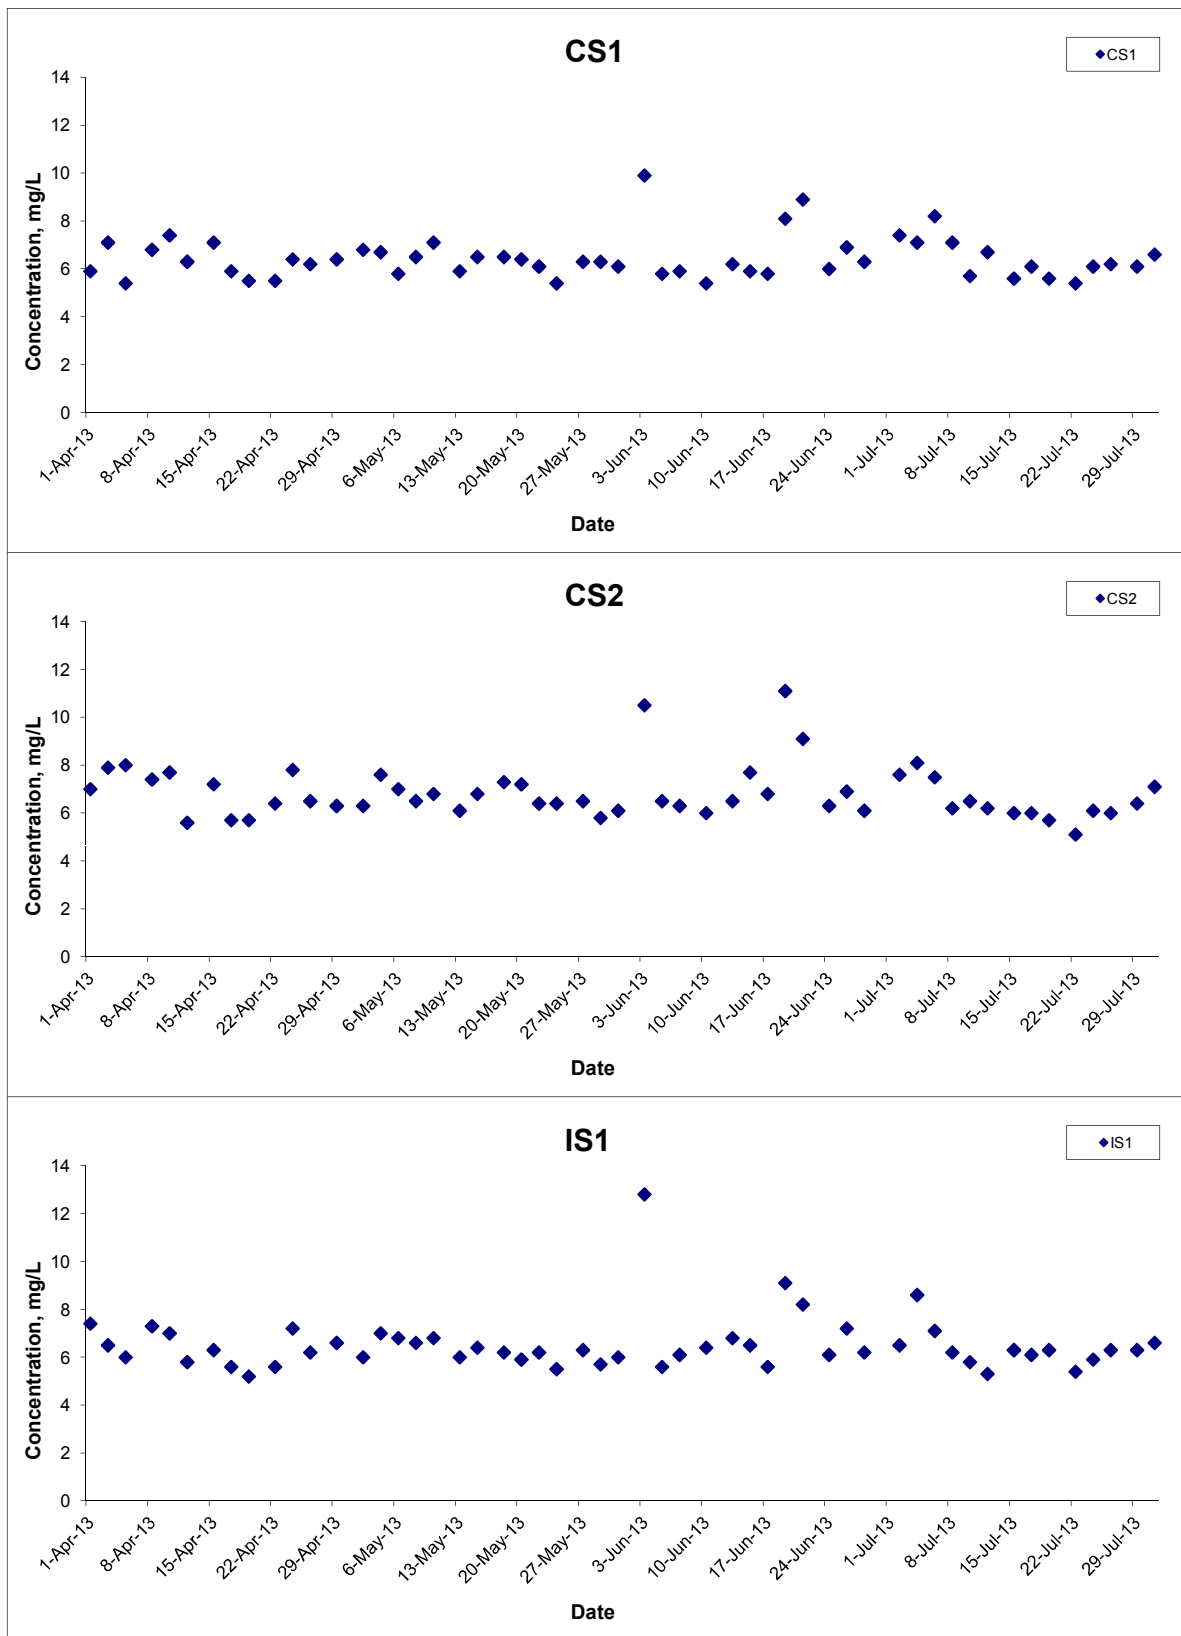 CS1
CS1
Concentration, mg/L
14
12
10
8
6
4
2
0
1-Apr-13
8-Apr-13
15-Apr-13
22-Apr-13
29-Apr-13
6-May-13
13-May-13
20-May-13
27-May-13
3-Jun-13
10-Jun-13
17-Jun-13
24-Jun-13
1-Jul-13
8-Jul-13
15-Jul-13
22-Jul-13
29-Jul-13
Date
CS2
CS2
Concentration, mg/L
14
12
10
8
6
4
2
0
1-Apr-13
8-Apr-13
15-Apr-13
22-Apr-13
29-Apr-13
6-May-13
13-May-13
20-May-13
27-May-13
3-Jun-13
10-Jun-13
17-Jun-13
24-Jun-13
1-Jul-13
8-Jul-13
15-Jul-13
22-Jul-13
29-Jul-13
Date
IS1
IS1
Concentration, mg/L
14
12
10
8
6
4
2
0
1-Apr-13
8-Apr-13
15-Apr-13
22-Apr-13
29-Apr-13
6-May-13
13-May-13
20-May-13
27-May-13
3-Jun-13
10-Jun-13
17-Jun-13
24-Jun-13
1-Jul-13
8-Jul-13
15-Jul-13
22-Jul-13
29-Jul-13
Date